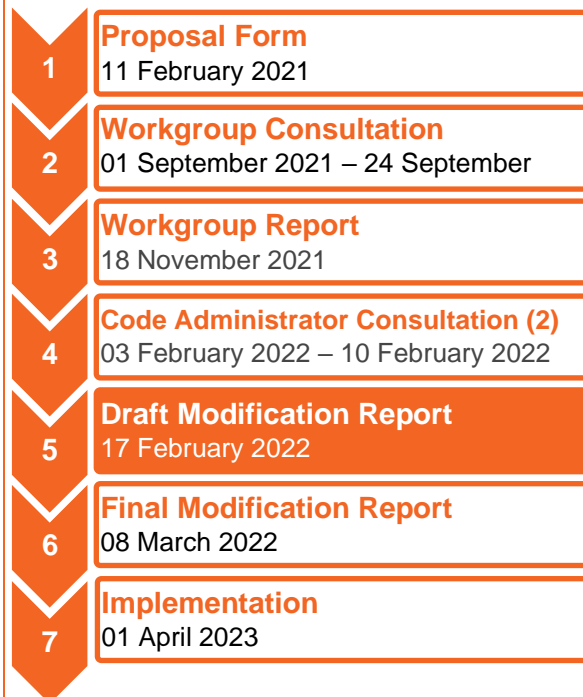 1
Proposal Form
11 February 2021
2
Workgroup Consultation
01 September 2021 – 24 September
3
Workgroup Report
18 November 2021
4
Code Administrator Consultation (2)
03 February 2022 – 10 February 2022
5
Draft Modification Report
17 February 2022
6
Final Modification Report
08 March 2022
7
Implementation
01 April 2023